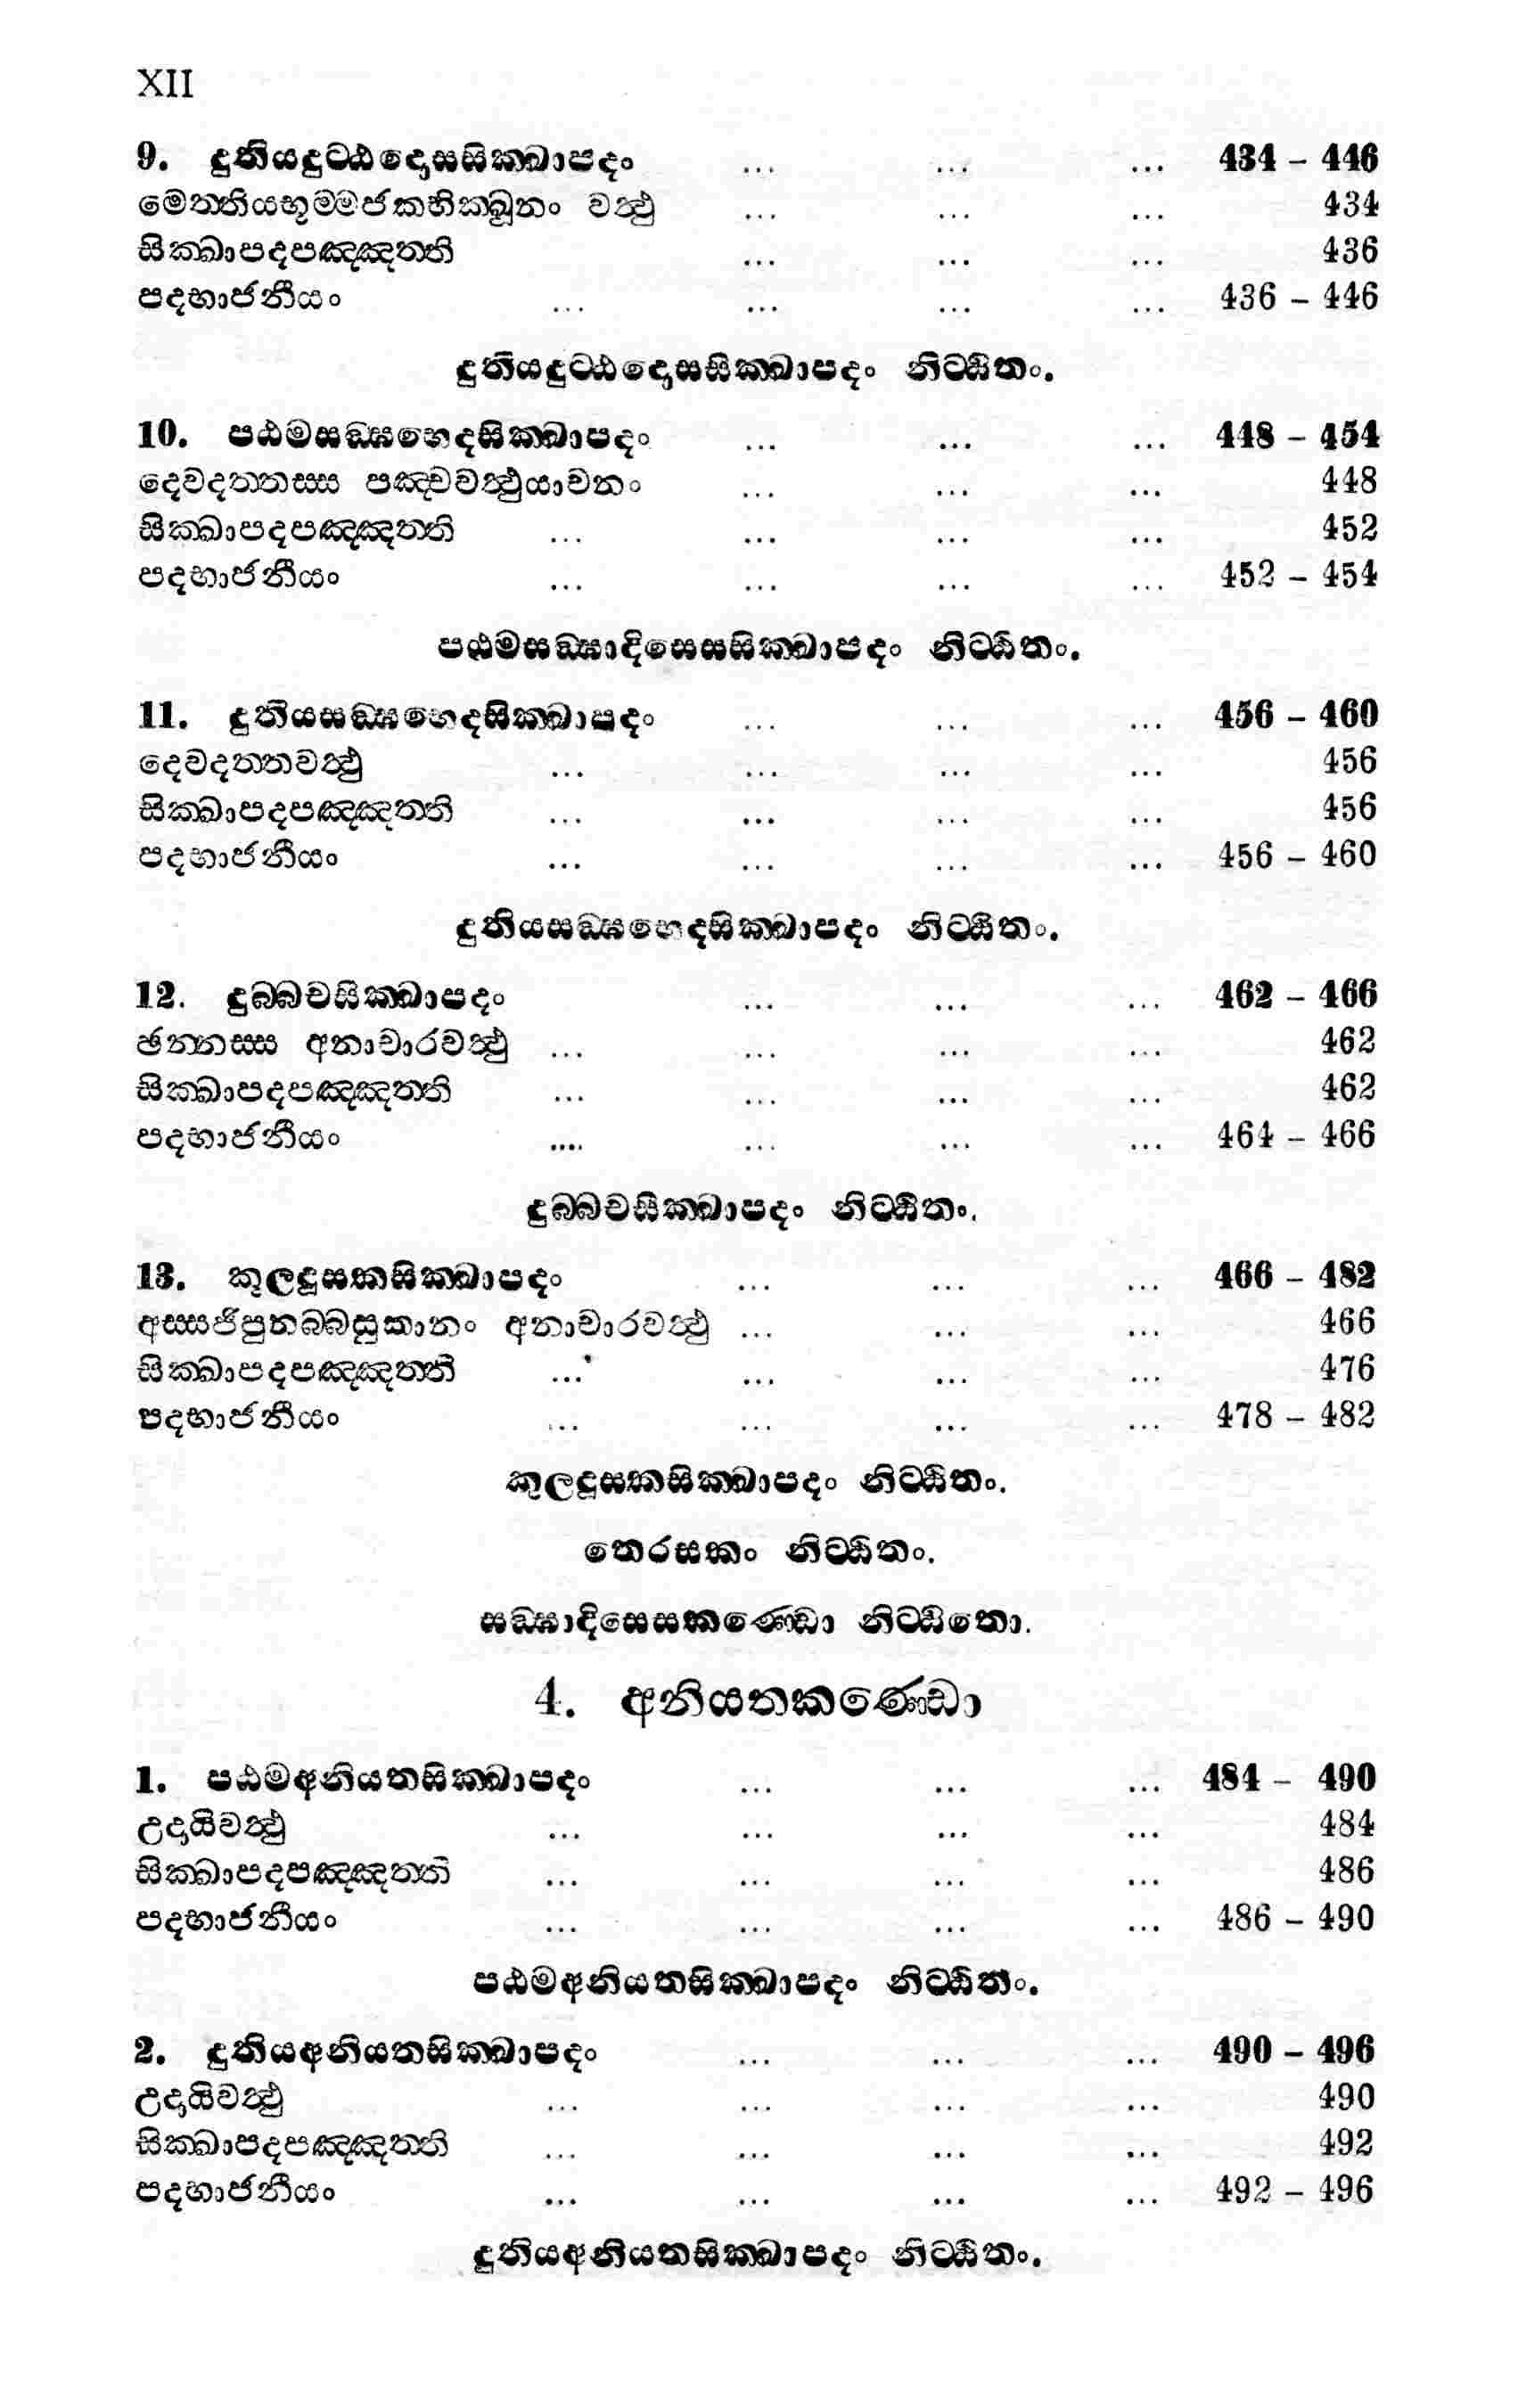 XII
9. දුතියදුට්ඨදොසසික්ඛාපදං ... ... ... 434 – 446
මෙත්තියභූම්මජකභික්ඛූනං වත්ථු ... ... ... 434
සික්ඛාපදපඤ්ඤත්ති ... ... ... 436
පදභාජනීයං ... ... ... ... 436 – 446
දුතියදුට්ඨදොසසික්ඛාපදං නිට්ඨිතං.
10. පඨමසඞ්ඝභෙදසික්ඛාපදං ... ... ... 448 – 454
දෙවදත්තස්ස පඤ්චවත්ථුයාචනං ... ... ... 448
සික්ඛාපදපඤ්ඤත්ති ... ... ... ... 452
පදභාජනීයං ... ... ... ... 452 – 454
පඨමසඞ්ඝාදිසෙසසික්ඛාපදං නිට්ඨිතං.
11. දුතියසඞ්ඝභෙදසික්ඛාපදං ... ... ... 456 – 460
දෙවදත්තවත්ථු ... ... ... ... 456
සික්ඛාපදපඤ්ඤත්ති ... ... ... ... 456
පදභාජනීයං ... ... ... ... 456 – 460
දුතියසඞ්ඝභෙදසික්ඛාපදං නිට්ඨිතං.
12. දුබ්බචසික්ඛාපදං ... ... ... 462 – 466
ඡන්නස්ස අනාචාරවත්ථු ... ... ... ... 462
සික්ඛාපදපඤ්ඤත්ති ... ... ... ... 462
පදභාජනීයං .... ... ... ... 464 – 466
දුබ්බචසික්ඛාපදං නිට්ඨිතං.
13. කූලදූසකසික්ඛාපදං ... ... ... 466 – 482
අස්සජිපුනබ්බසුකානං අනාචාරවත්ථු ... ... ... 466
සික්ඛාපදපඤ්ඤත්ති ... ... ... ... 476
පදභාජනීයං ... ... ... ... 478 – 482
කුලදූසකසික්ඛාපදං නිට්ඨිතං.
තෙරසකං නිට්ඨිතං.
සඞ්ඝාදිසෙසකණ්ඩො නිට්ඨිතො.
4. අනියතකණ්ඩො
1. පඨමඅනියතසික්ඛාපදං ... ... ... 484 – 490
උදායිවත්ථු ... ... ... ... 484
සික්ඛාපදපඤ්ඤත්ති ... ... ... ... 486
පදභාජනීයං ... ... ... ... 486 – 490
පඨමඅනියතසික්ඛාපදං නිට්ඨිතං.
2. දුතියඅනියතසික්ඛාපදං ... ... ... 490 – 496
උදායිවත්ථු ... ... ... ... 490
සික්ඛාපදපඤ්ඤත්ති ... ... ... ... 492
පදභාජනීයං ... ... ... ... 492 – 496
දුතියඅනියතසික්ඛාපදං නිට්ඨිතං.